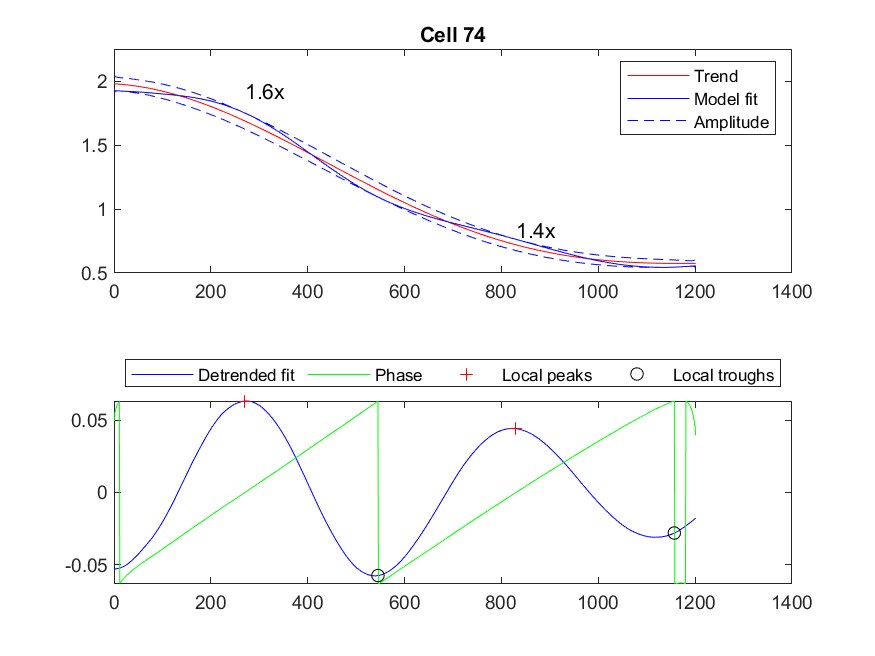 Cell 74
2
1.5
1
0.5
1.6x
1.4x
Trend
Model fit
Amplitude
0 200 400 600 800 1000 1200 1400
Detrended fit Phase Local peaks Local troughs
0.05
0
-0.05
0 200 400 600 800 1000 1200 1400